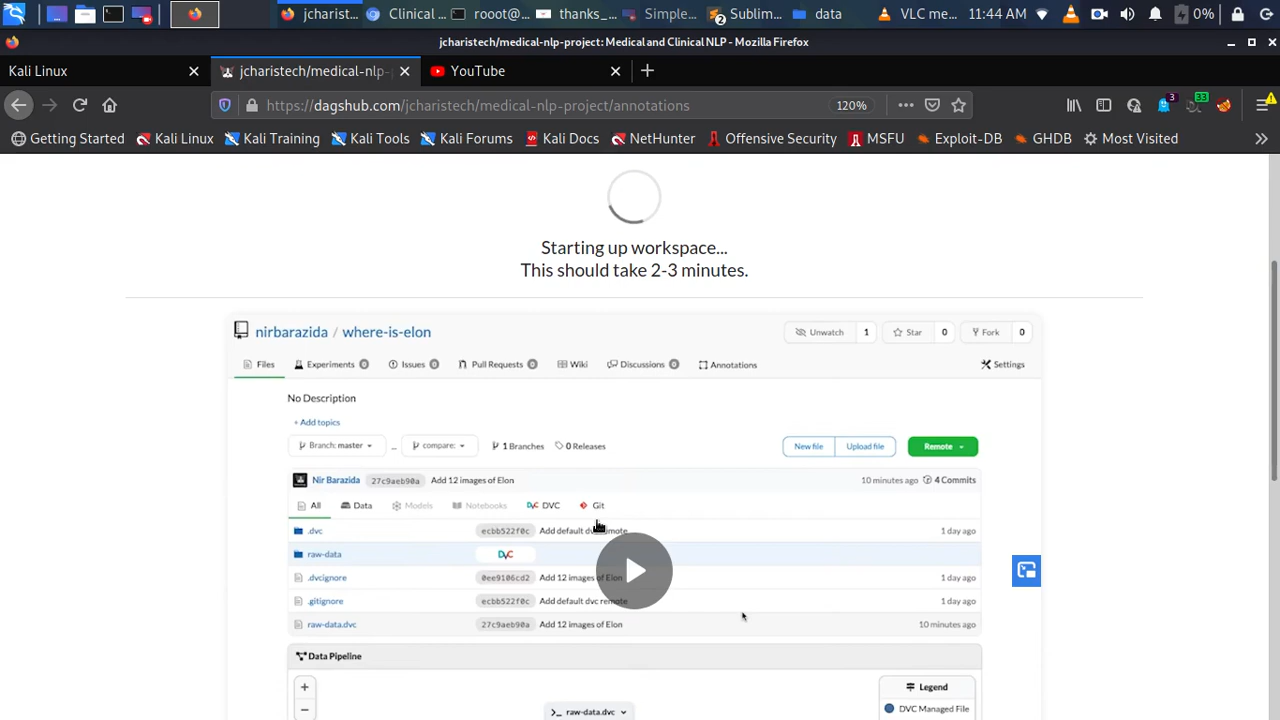 jcharist...
Clinical ...
rooot@...
thanks_...
Simple...
2
Sublim...
data
VLC me...
11:44 AM
0%
jcharistech/medical-nlp-project: Medical and Clinical NLP - Mozilla Firefox
Kali Linux
jcharistech/medical-nlp-
YouTube
https://dagshub.com/jcharistech/medical-nlp-project/annotations
120%
3
33
Getting Started
Kali Linux
Kali Training
Kali Tools
Kali Forums
Kali Docs
NetHunter
Offensive Security
MSFU
Exploit-DB
GHDB
Most Visited
Starting up workspace...
This should take 2-3 minutes.
nirbarazida / where-is-elon
Unwatch 1
Star 0
Fork 0
Files
Experiments 0
Issues 0
Pull Requests 0
Wiki
Discussions 0
Annotations
Settings
No Description
+ Add topics
Branch: master
...
compare:
1 Branches
0 Releases
New file
Upload file
Remote
Nir Barazida 27c9aeb90a Add 12 images of Elon 10 minutes ago 4 Commits
All
Data
Models
Notebooks
DVC
Git
.dvc ecbb522f0c Add default dvc remote 1 day ago
raw-data DVC
.dvcignore 0ee9106cd2 Add 12 images of Elon 1 day ago
.gitignore ecbb522f0c Add default dvc remote 1 day ago
raw-data.dvc 27c9aeb90a Add 12 images of Elon 10 minutes ago
Data Pipeline
+
−
>_ raw-data.dvc
Legend
DVC Managed File